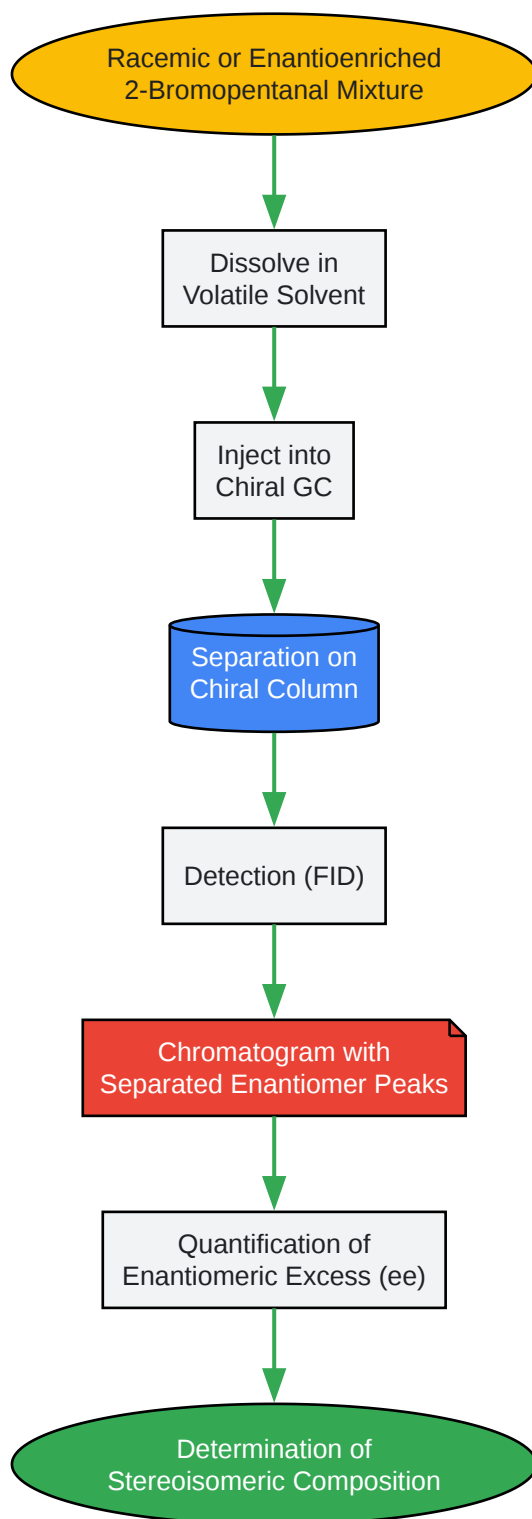 Racemic or Enantioenriched
2-Bromopentanal Mixture
Dissolve in
Volatile Solvent
Inject into
Chiral GC
Separation on
Chiral Column
Detection (FID)
Chromatogram with
Separated Enantiomer Peaks
Quantification of
Enantiomeric Excess (ee)
Determination of
Stereoisomeric Composition